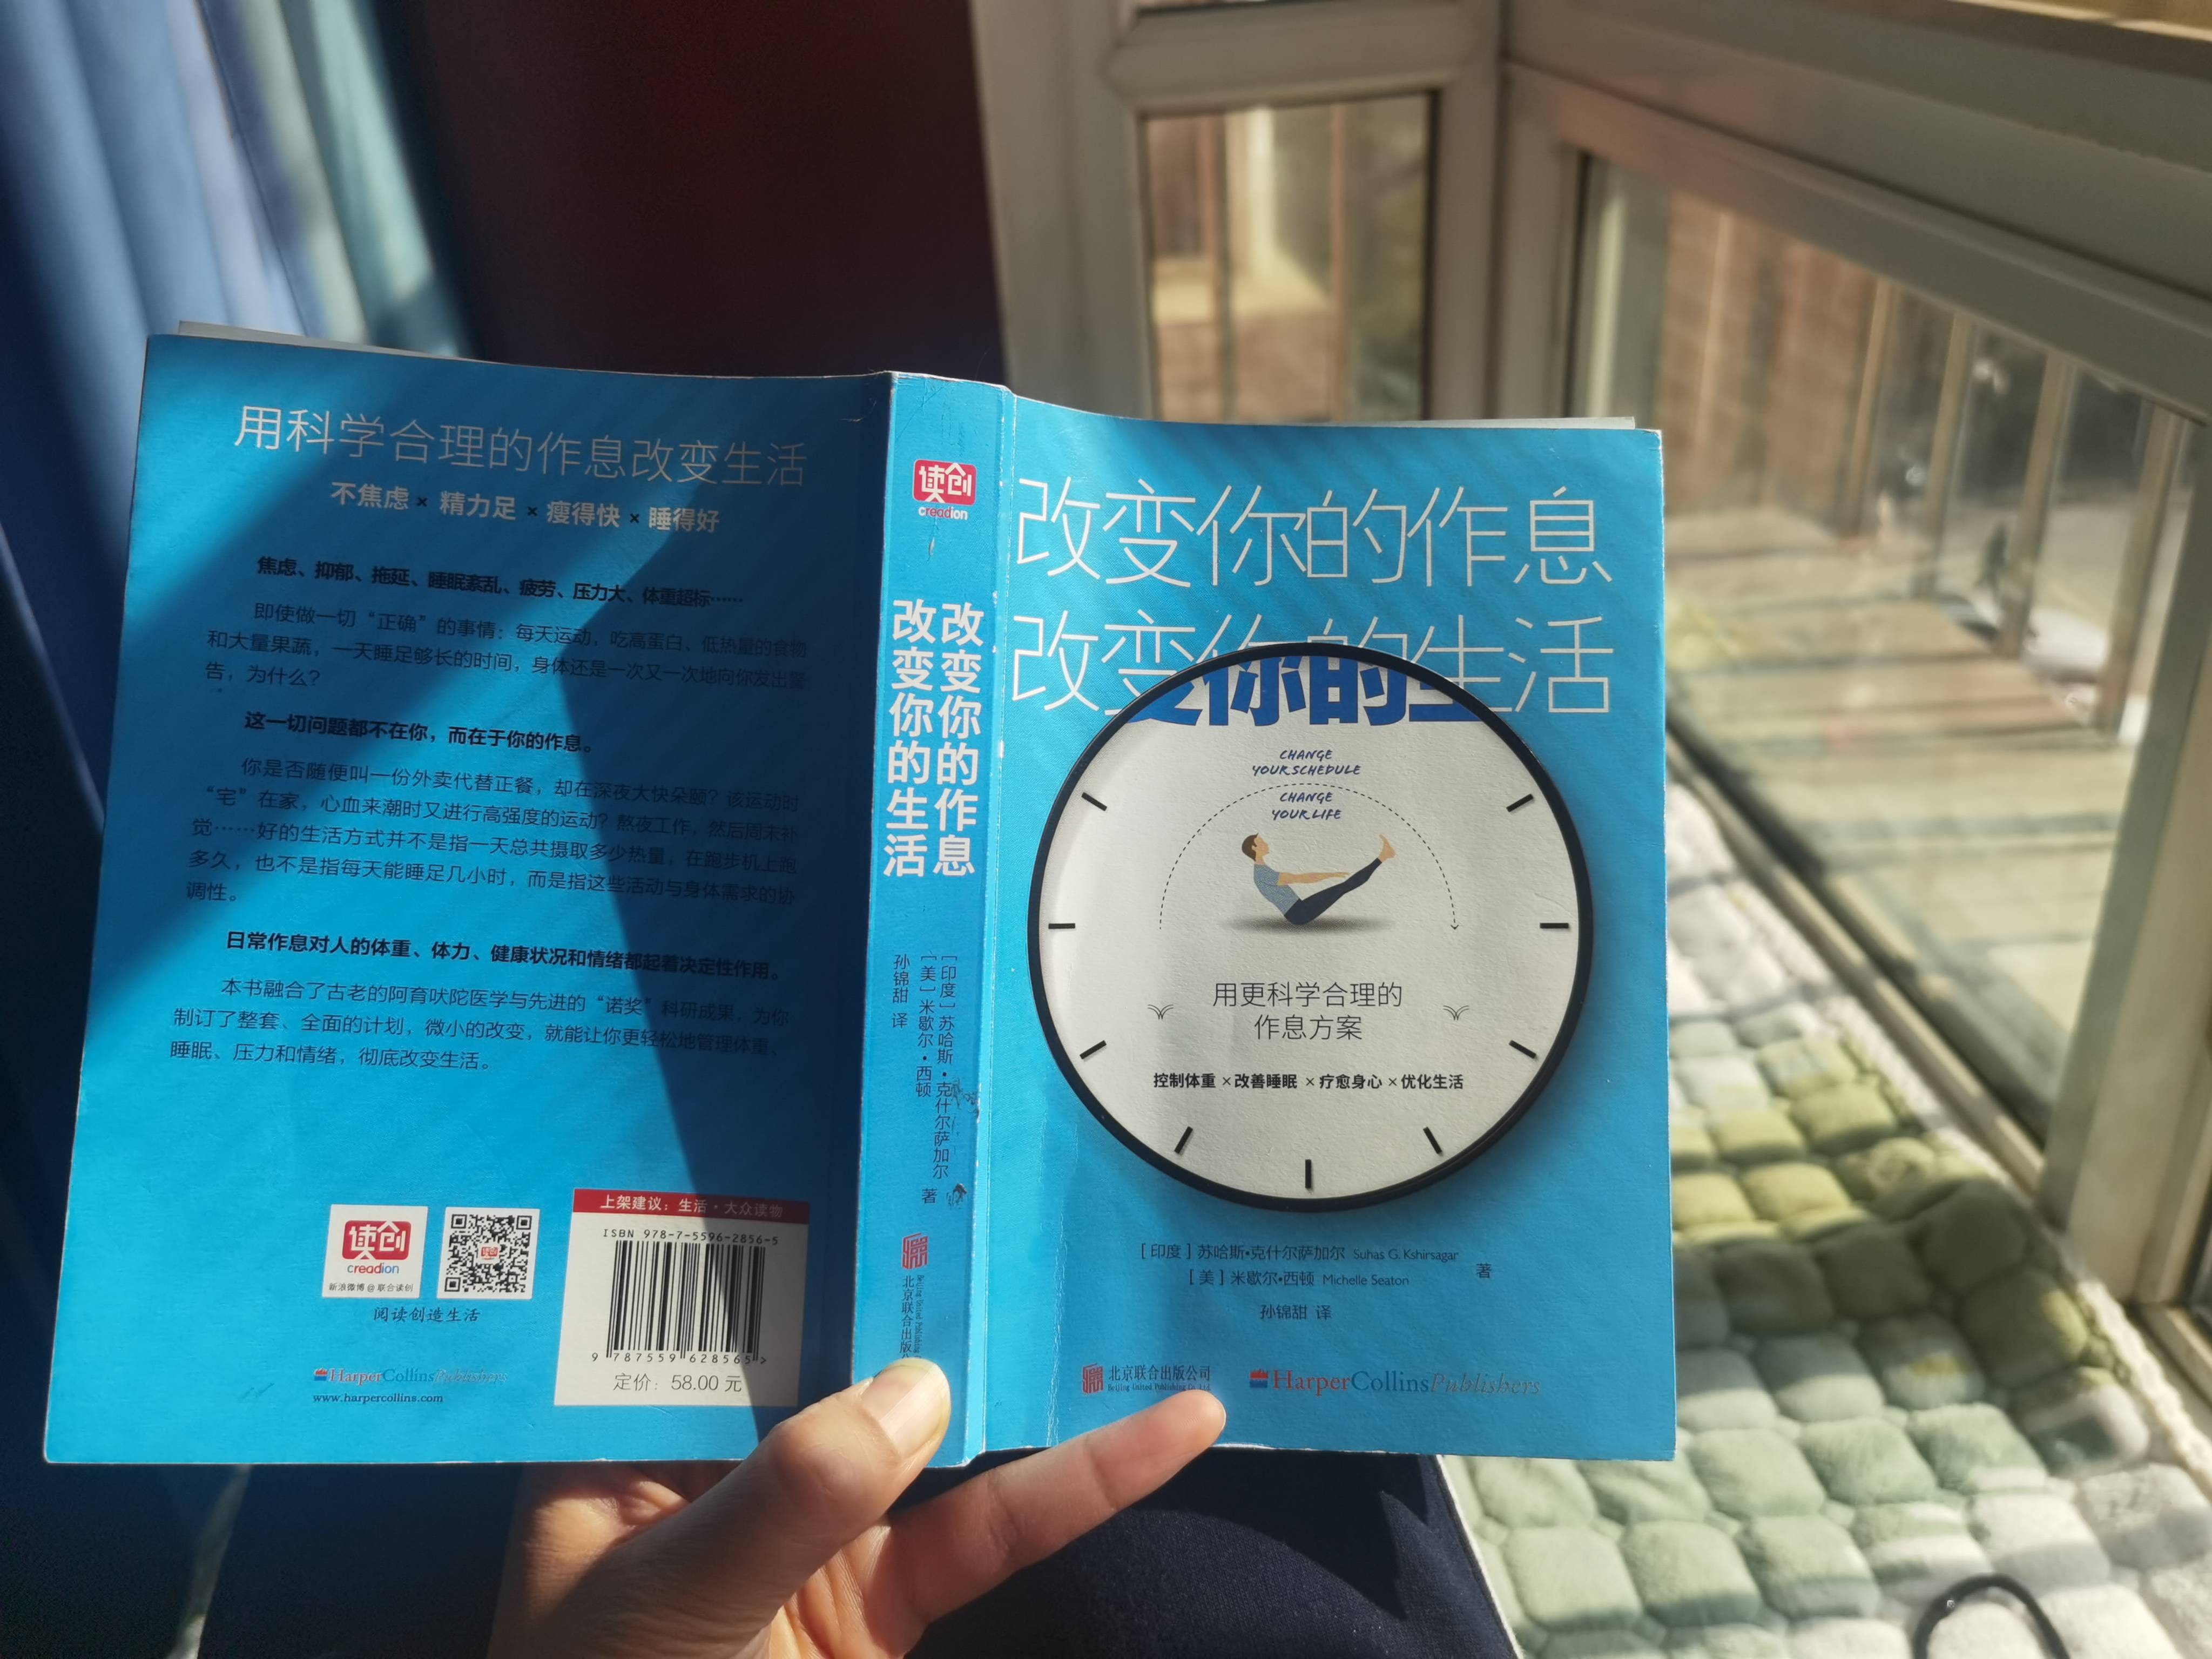 用科学合理的作息改变生活
不焦虑 × 精力足 × 瘦得快 × 睡得好
焦虑、抑郁、拖延、睡眠紊乱、疲劳、压力大、体重超标……
即使做一切“正确”的事情：每天运动，吃高蛋白、低热量的食物
和大量果蔬，一天睡足够长的时间，身体还是一次又一次地向你发出警
告，为什么？
这一切问题都不在你，而在于你的作息。
你是否随便叫一份外卖代替正餐，却在深夜大快朵颐？该运动时
“宅”在家，心血来潮时又进行高强度的运动？熬夜工作，然后周末补
觉……好的生活方式并不是指一天总共摄取多少热量，在跑步机上跑
多久，也不是指每天能睡足几小时，而是指这些活动与身体需求的协
调性。
日常作息对人的体重、体力、健康状况和情绪都起着决定性作用。
本书融合了古老的阿育吠陀医学与先进的“诺奖”科研成果，为你
制订了整套、全面的计划，微小的改变，就能让你更轻松地管理体重，
睡眠、压力和情绪，彻底改变生活。
读创
creadion
新浪微博@联合读创
读创
阅读创造生活
HarperCollinsPublishers
www.harpercollins.com
上架建议：生活·大众读物
ISBN 978-7-5596-2856-5
9 787559 628565 >
定价：58.00 元
读创
creadion
改变你的作息
改变你的生活
［印度］苏哈斯·克什尔萨加尔
［美］米歇尔·西顿
著
孙锦甜 译
北京联合出版
改变你的作息
改变你的生活
CHANGE
YOUR SCHEDULE
CHANGE
YOUR LIFE
用更科学合理的
作息方案
控制体重×改善睡眠×疗愈身心×优化生活
［印度］苏哈斯·克什尔萨加尔 Suhas G. Kshirsagar
［美］米歇尔·西顿 Michelle Seaton
著
孙锦甜 译
北京联合出版公司
Beijing United Publishing Co.,Ltd.
HarperCollinsPublishers